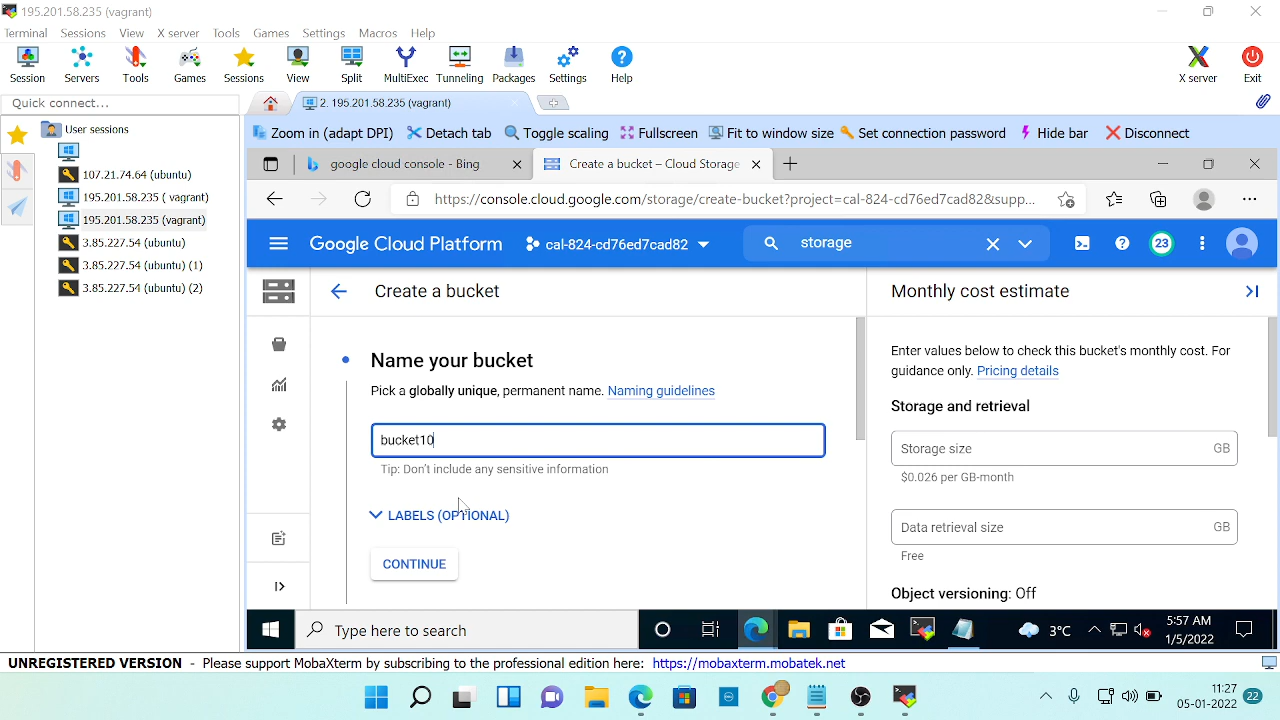 195.201.58.235 (vagrant)
Terminal Sessions View X server Tools Games Settings Macros Help
Session Servers Tools Games Sessions View Split MultiExec Tunneling Packages Settings Help X server Exit
Quick connect...
2. 195.201.58.235 (vagrant)
User sessions
107.21.74.64 (ubuntu)
195.201.58.235 ( vagrant)
195.201.58.235 (vagrant)
3.85.227.54 (ubuntu)
3.85.227.54 (ubuntu) (1)
3.85.227.54 (ubuntu) (2)
Zoom in (adapt DPI) Detach tab Toggle scaling Fullscreen Fit to window size Set connection password Hide bar Disconnect
google cloud console - Bing Create a bucket – Cloud Storage
https://console.cloud.google.com/storage/create-bucket?project=cal-824-cd76ed7cad82&supp...
Google Cloud Platform cal-824-cd76ed7cad82 storage 23
Create a bucket
Name your bucket
Pick a globally unique, permanent name. Naming guidelines
bucket10
Tip: Don't include any sensitive information
LABELS (OPTIONAL)
CONTINUE
Monthly cost estimate
Enter values below to check this bucket's monthly cost. For
guidance only. Pricing details
Storage and retrieval
Storage size GB
$0.026 per GB-month
Data retrieval size GB
Free
Object versioning: Off
Type here to search
3°C
5:57 AM
1/5/2022
UNREGISTERED VERSION - Please support MobaXterm by subscribing to the professional edition here: https://mobaxterm.mobatek.net
11:27
05-01-2022
22